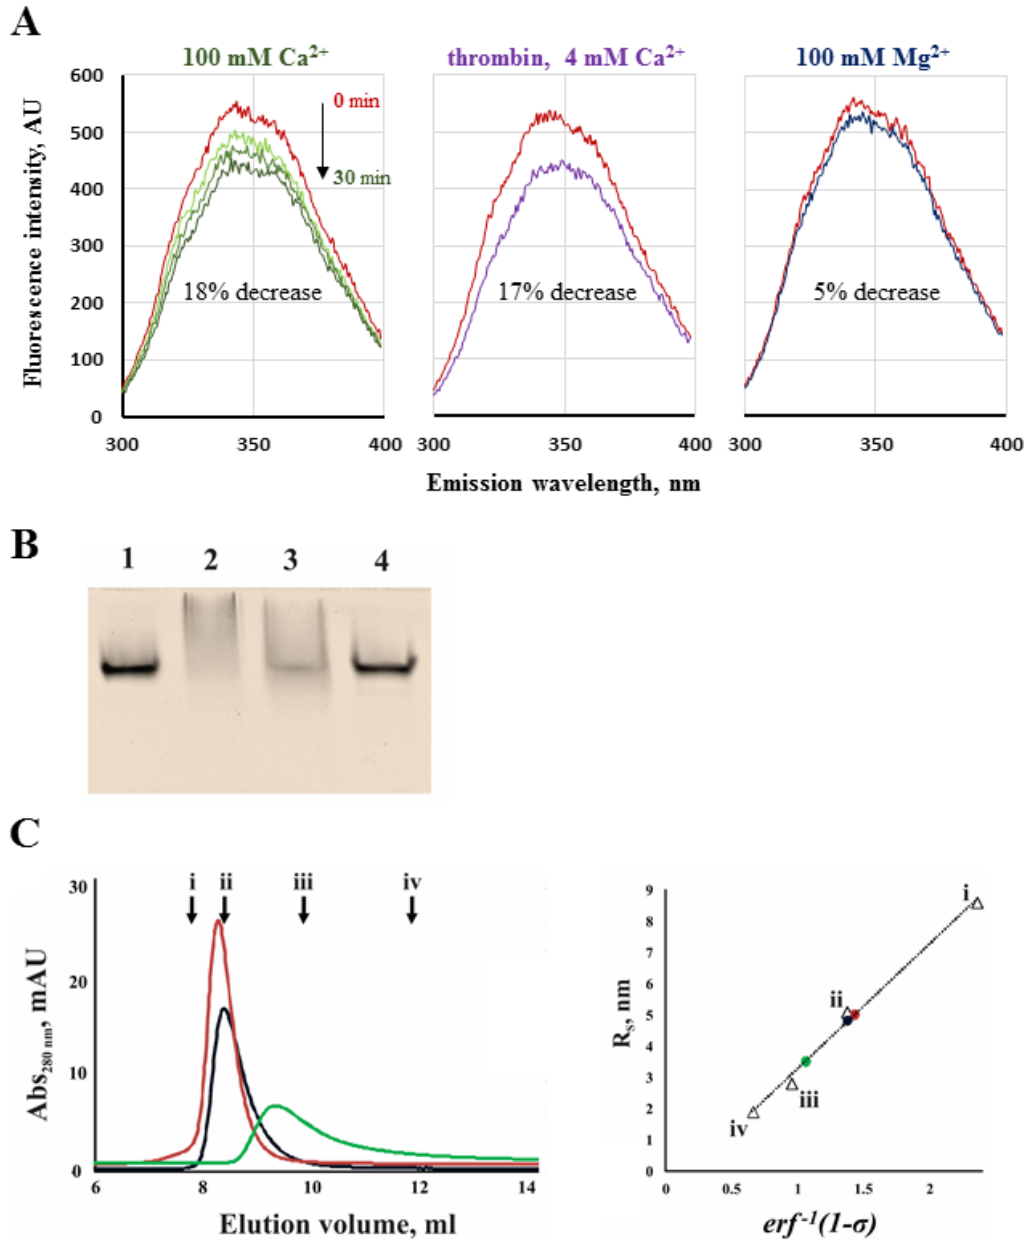 A
100 mM Ca²⁺
thrombin, 4 mM Ca²⁺
100 mM Mg²⁺
Fluorescence intensity, AU
600
500
400
300
200
100
0
0 min
30 min
18% decrease
17% decrease
5% decrease
300 350 400
300 350 400
300 350 400
Emission wavelength, nm
B
1 2 3 4
C
i ii iii iv
Abs280 nm, mAU
30
20
10
0
6 8 10 12 14
Elution volume, ml
Rs, nm
9
8
7
6
5
4
3
2
1
0
i
ii
iii
iv
0 0.5 1 1.5 2
erf⁻¹(1-σ)